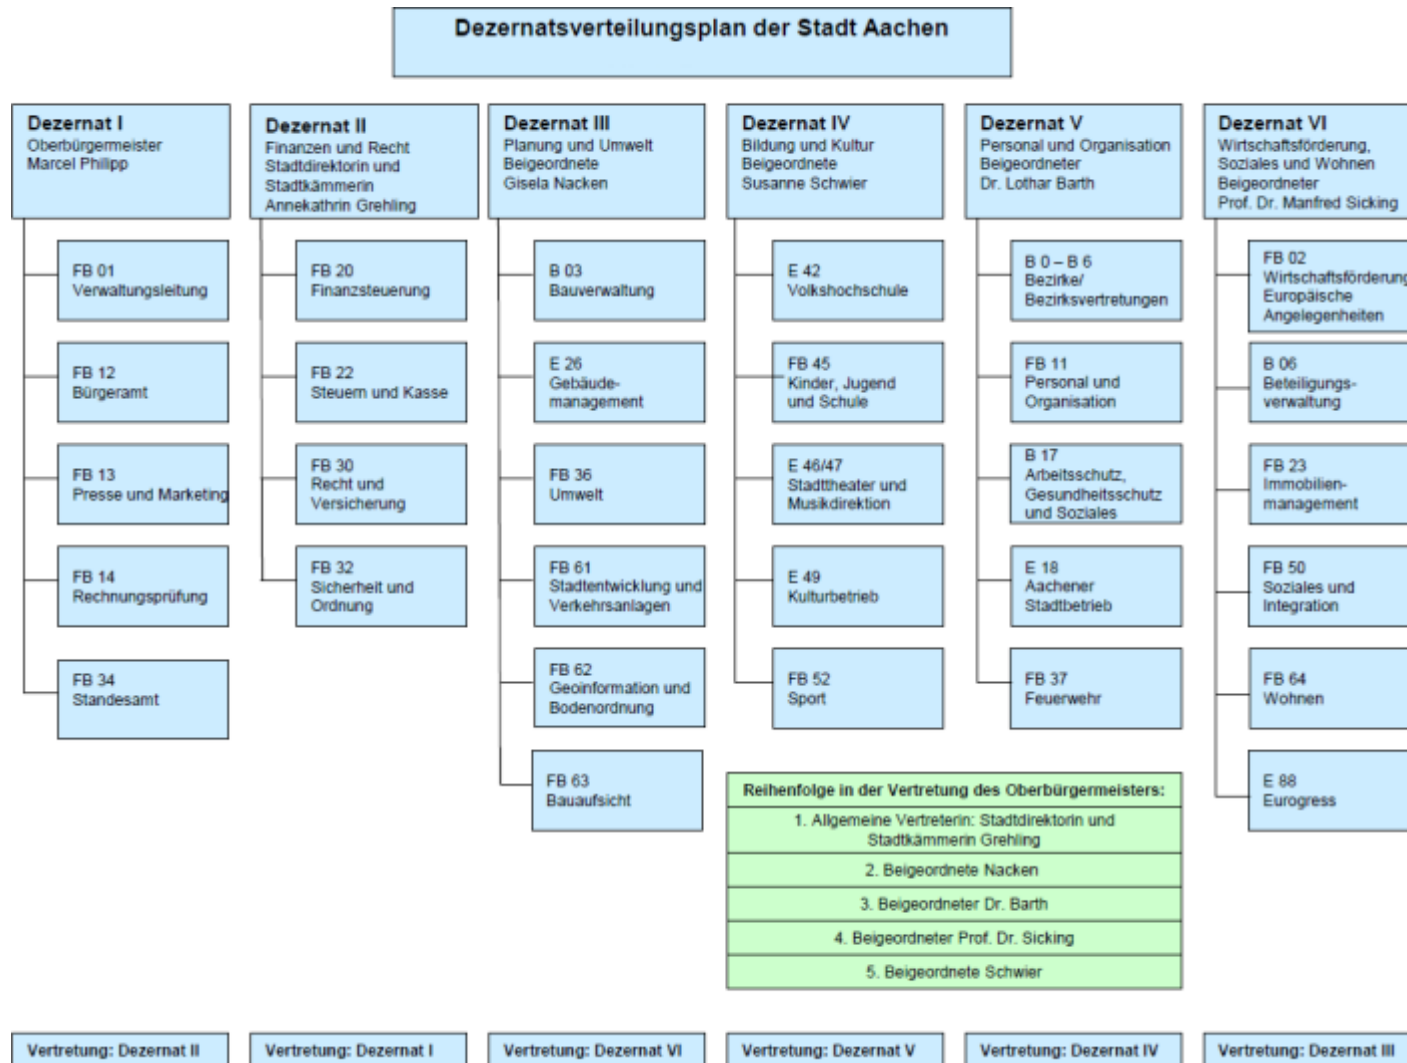 Dezernatsverteilungsplan der Stadt Aachen
Dezernat I
Oberbürgermeister
Marcel Philipp
FB 01
Verwaltungsleitung
FB 12
Bürgeramt
FB 13
Presse und Marketing
FB 14
Rechnungsprüfung
FB 34
Standesamt
Dezernat II
Finanzen und Recht
Stadtdirektorin und
Stadtkämmerin
Annekathrin Grehling
FB 20
Finanzsteuerung
FB 22
Steuern und Kasse
FB 30
Recht und
Versicherung
FB 32
Sicherheit und
Ordnung
Dezernat III
Planung und Umwelt
Beigeordnete
Gisela Nacken
B 03
Bauverwaltung
E 26
Gebäude-
management
FB 36
Umwelt
FB 61
Stadtentwicklung und
Verkehrsanlagen
FB 62
Geoinformation und
Bodenordnung
FB 63
Bauaufsicht
Dezernat IV
Bildung und Kultur
Beigeordnete
Susanne Schwier
E 42
Volkshochschule
FB 45
Kinder, Jugend
und Schule
E 46/47
Stadttheater und
Musikdirektion
E 49
Kulturbetrieb
FB 52
Sport
Dezernat V
Personal und Organisation
Beigeordneter
Dr. Lothar Barth
B 0 – B 6
Bezirke/
Bezirksvertretungen
FB 11
Personal und
Organisation
B 17
Arbeitsschutz,
Gesundheitsschutz
und Soziales
E 18
Aachener
Stadtbetrieb
FB 37
Feuerwehr
Dezernat VI
Wirtschaftsförderung,
Soziales und Wohnen
Beigeordneter
Prof. Dr. Manfred Sicking
FB 02
Wirtschaftsförderung
Europäische
Angelegenheiten
B 06
Beteiligungs-
verwaltung
FB 23
Immobilien-
management
FB 50
Soziales und
Integration
FB 64
Wohnen
E 88
Eurogress
Reihenfolge in der Vertretung des Oberbürgermeisters:
1. Allgemeine Vertreterin: Stadtdirektorin und
Stadtkämmerin Grehling
2. Beigeordnete Nacken
3. Beigeordneter Dr. Barth
4. Beigeordneter Prof. Dr. Sicking
5. Beigeordnete Schwier
Vertretung: Dezernat II
Vertretung: Dezernat I
Vertretung: Dezernat VI
Vertretung: Dezernat V
Vertretung: Dezernat IV
Vertretung: Dezernat III